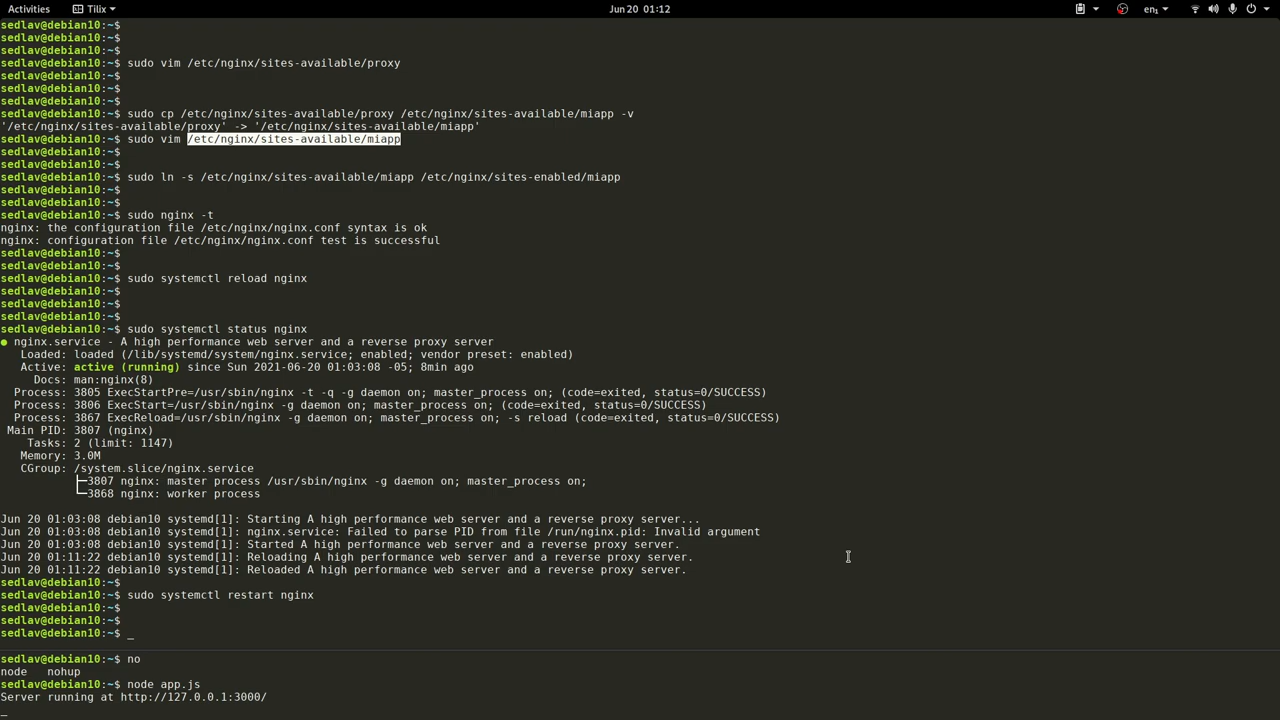 Activities Tilix Jun 20 01:12 en₁
sedlav@debian10:~$
sedlav@debian10:~$
sedlav@debian10:~$
sedlav@debian10:~$ sudo vim /etc/nginx/sites-available/proxy
sedlav@debian10:~$
sedlav@debian10:~$
sedlav@debian10:~$
sedlav@debian10:~$ sudo cp /etc/nginx/sites-available/proxy /etc/nginx/sites-available/miapp -v
'/etc/nginx/sites-available/proxy' -> '/etc/nginx/sites-available/miapp'
sedlav@debian10:~$ sudo vim /etc/nginx/sites-available/miapp
sedlav@debian10:~$
sedlav@debian10:~$
sedlav@debian10:~$ sudo ln -s /etc/nginx/sites-available/miapp /etc/nginx/sites-enabled/miapp
sedlav@debian10:~$
sedlav@debian10:~$
sedlav@debian10:~$ sudo nginx -t
nginx: the configuration file /etc/nginx/nginx.conf syntax is ok
nginx: configuration file /etc/nginx/nginx.conf test is successful
sedlav@debian10:~$
sedlav@debian10:~$
sedlav@debian10:~$ sudo systemctl reload nginx
sedlav@debian10:~$
sedlav@debian10:~$
sedlav@debian10:~$
sedlav@debian10:~$ sudo systemctl status nginx
● nginx.service - A high performance web server and a reverse proxy server
Loaded: loaded (/lib/systemd/system/nginx.service; enabled; vendor preset: enabled)
Active: active (running) since Sun 2021-06-20 01:03:08 -05; 8min ago
Docs: man:nginx(8)
Process: 3805 ExecStartPre=/usr/sbin/nginx -t -q -g daemon on; master_process on; (code=exited, status=0/SUCCESS)
Process: 3806 ExecStart=/usr/sbin/nginx -g daemon on; master_process on; (code=exited, status=0/SUCCESS)
Process: 3867 ExecReload=/usr/sbin/nginx -g daemon on; master_process on; -s reload (code=exited, status=0/SUCCESS)
Main PID: 3807 (nginx)
Tasks: 2 (limit: 1147)
Memory: 3.0M
CGroup: /system.slice/nginx.service
├─3807 nginx: master process /usr/sbin/nginx -g daemon on; master_process on;
└─3868 nginx: worker process
Jun 20 01:03:08 debian10 systemd[1]: Starting A high performance web server and a reverse proxy server...
Jun 20 01:03:08 debian10 systemd[1]: nginx.service: Failed to parse PID from file /run/nginx.pid: Invalid argument
Jun 20 01:03:08 debian10 systemd[1]: Started A high performance web server and a reverse proxy server.
Jun 20 01:11:22 debian10 systemd[1]: Reloading A high performance web server and a reverse proxy server.
Jun 20 01:11:22 debian10 systemd[1]: Reloaded A high performance web server and a reverse proxy server.
sedlav@debian10:~$
sedlav@debian10:~$ sudo systemctl restart nginx
sedlav@debian10:~$
sedlav@debian10:~$
sedlav@debian10:~$ _
sedlav@debian10:~$ no
node nohup
sedlav@debian10:~$ node app.js
Server running at http://127.0.0.1:3000/
_